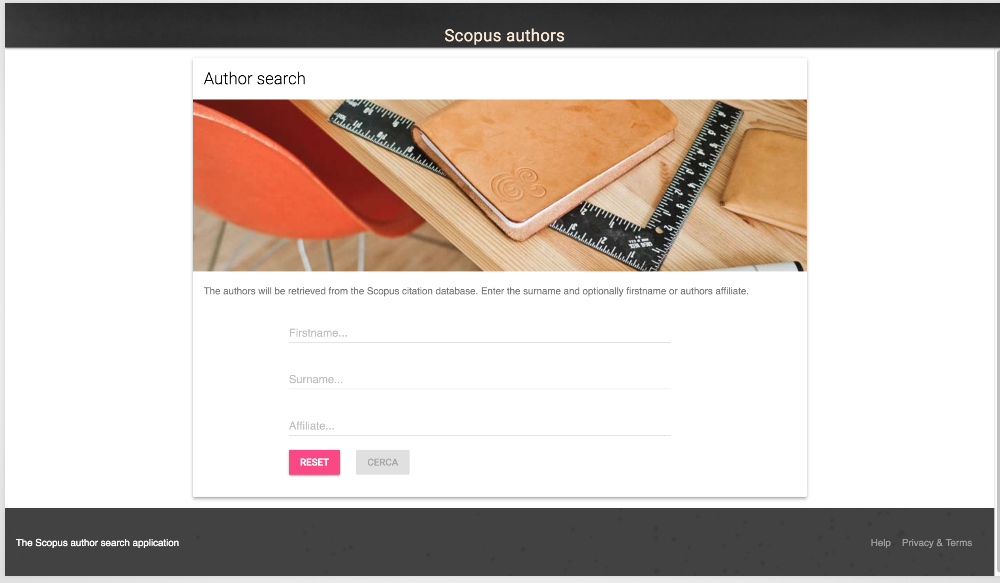 Scopus authors
Author search
The authors will be retrieved from the Scopus citation database. Enter the surname and optionally firstname or authors affiliate.
Firstname...
Surname...
Affiliate...
RESET CERCA
The Scopus author search application
Help Privacy & Terms